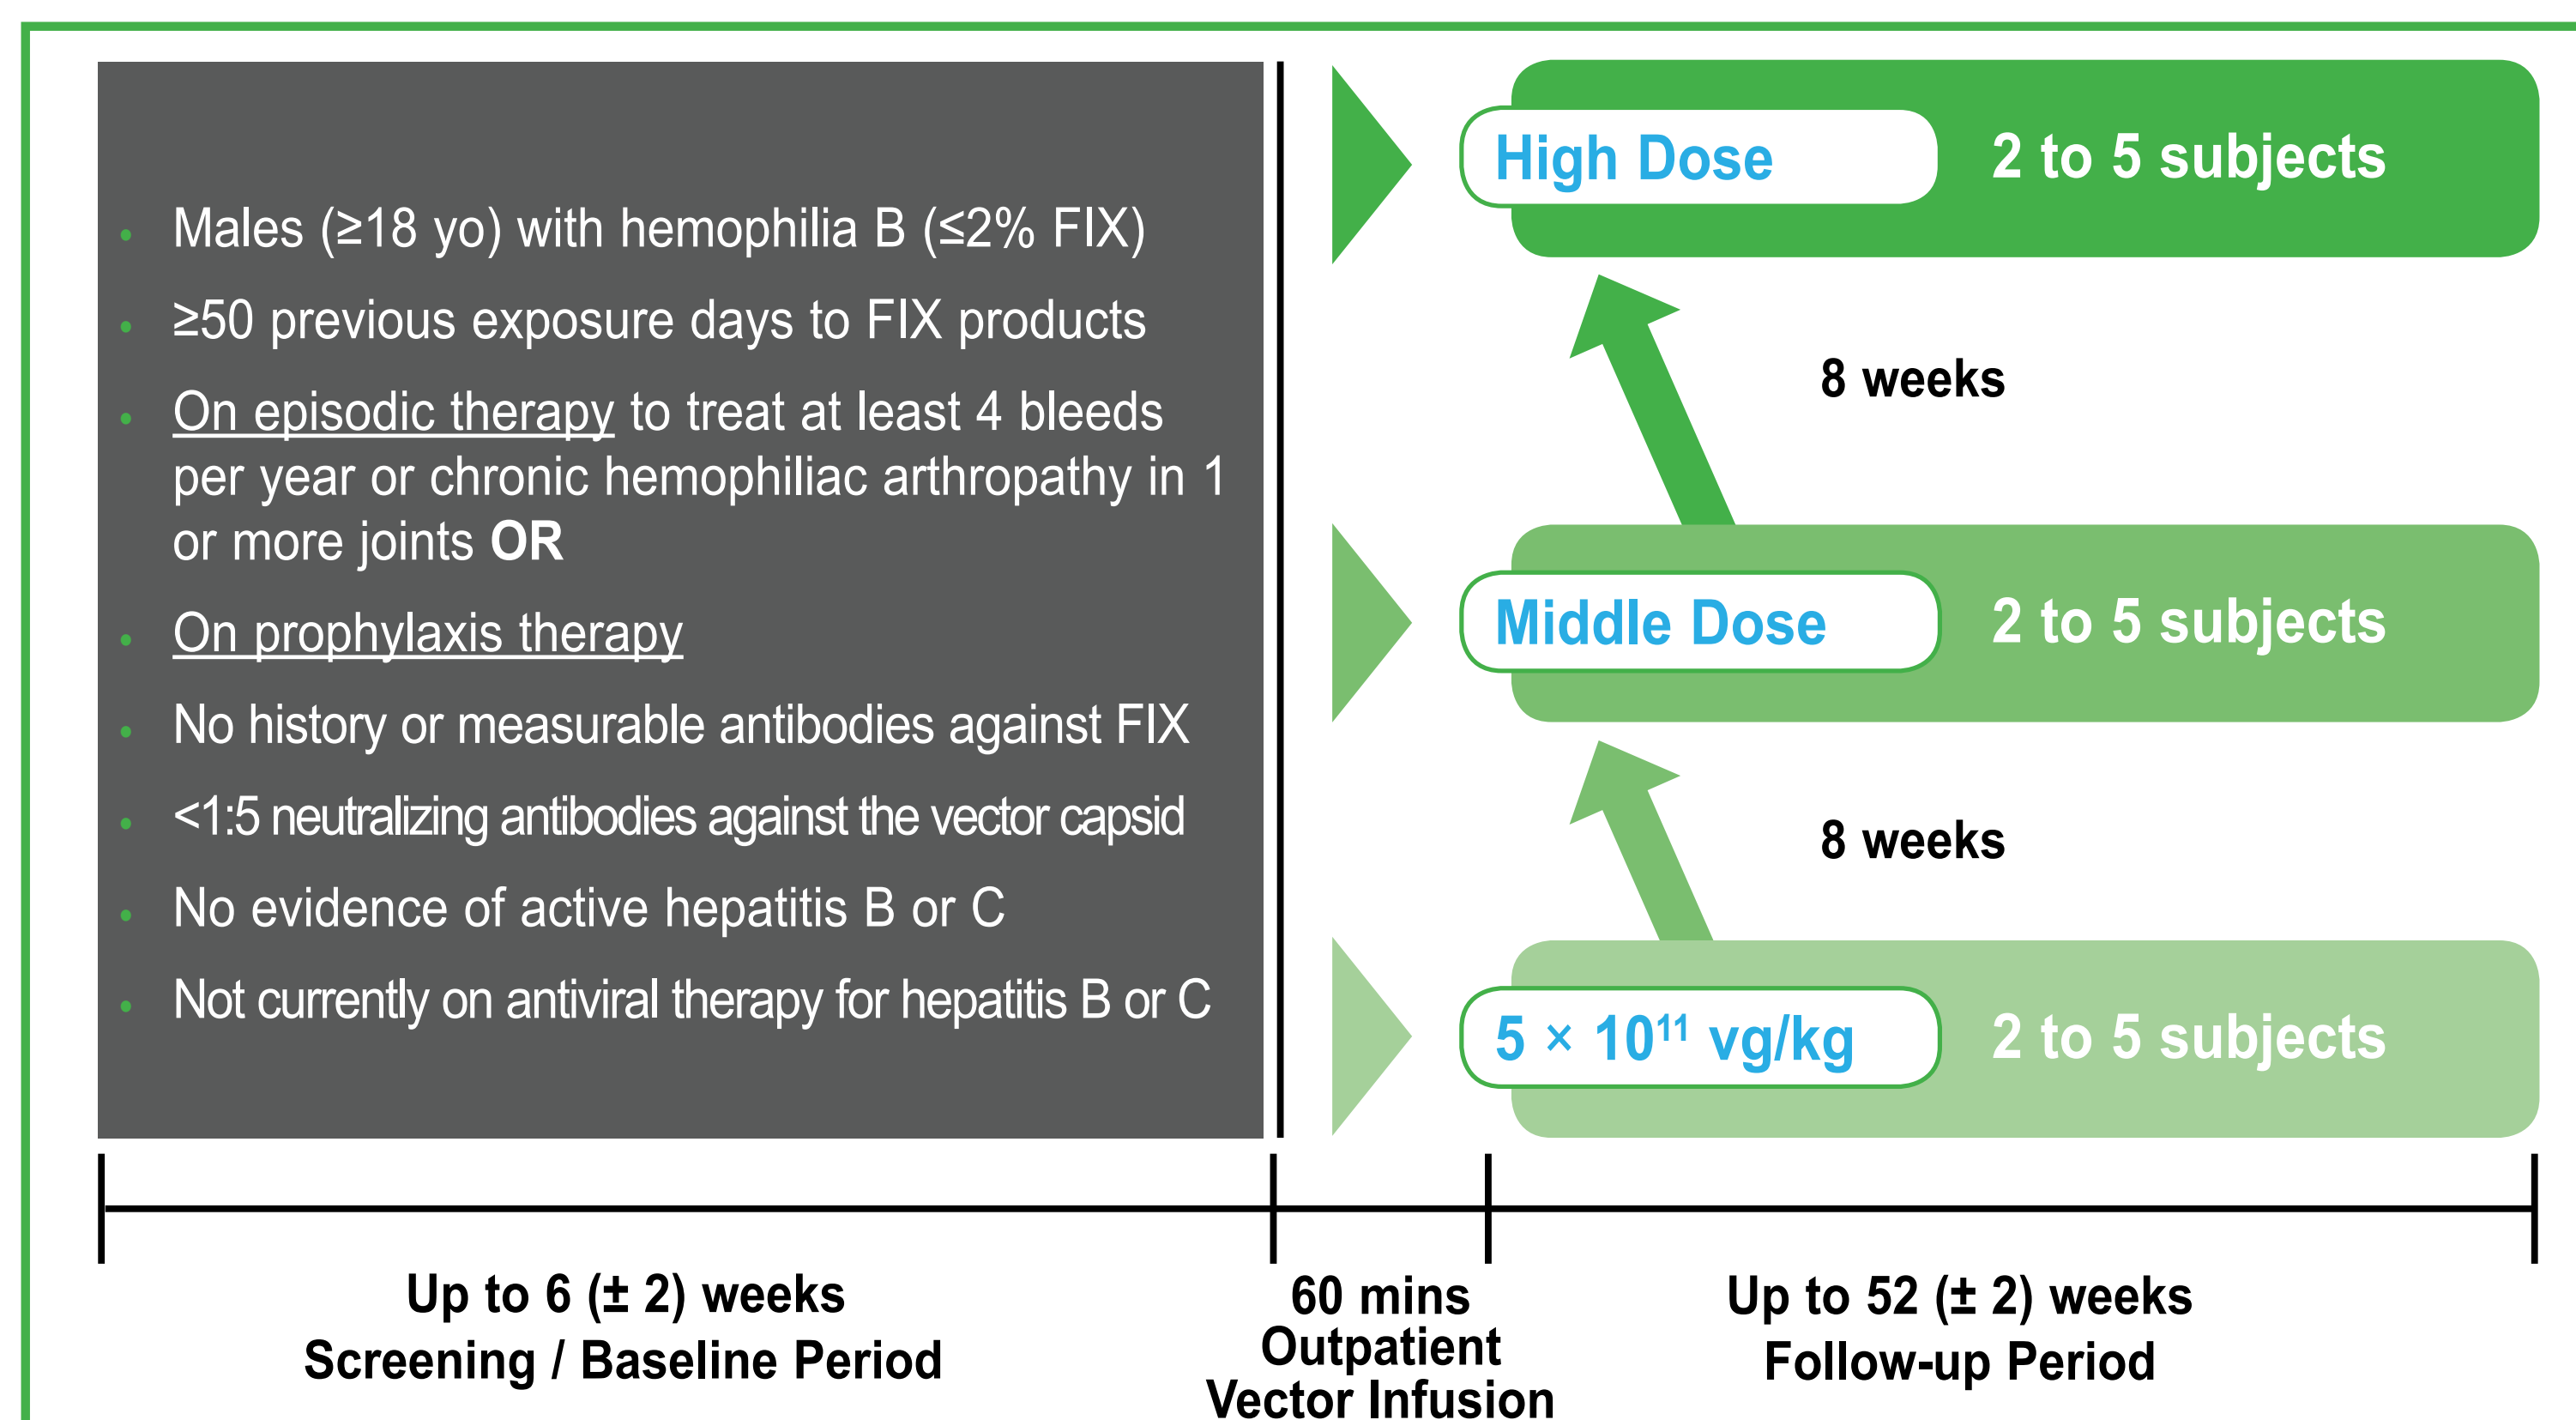 • Males (≥18 yo) with hemophilia B (≤2% FIX)
• ≥50 previous exposure days to FIX products
• On episodic therapy to treat at least 4 bleeds
per year or chronic hemophiliac arthropathy in 1
or more joints OR
• On prophylaxis therapy
• No history or measurable antibodies against FIX
• <1:5 neutralizing antibodies against the vector capsid
• No evidence of active hepatitis B or C
• Not currently on antiviral therapy for hepatitis B or C
High Dose 2 to 5 subjects
8 weeks
Middle Dose 2 to 5 subjects
8 weeks
5 × 10¹¹ vg/kg 2 to 5 subjects
Up to 6 (± 2) weeks
Screening / Baseline Period
60 mins
Outpatient
Vector Infusion
Up to 52 (± 2) weeks
Follow-up Period